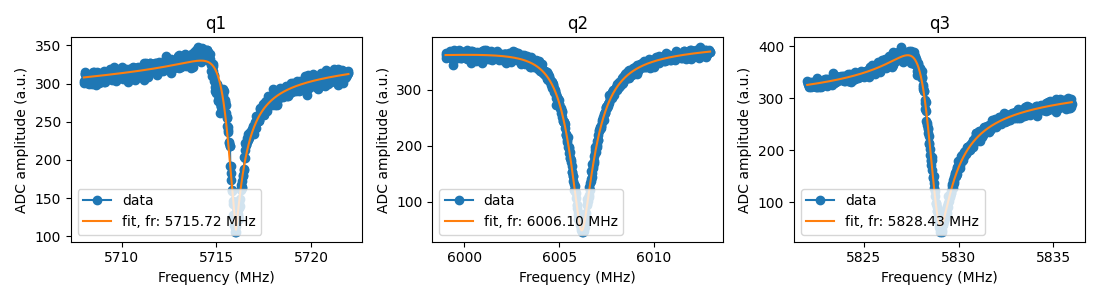 q1
q2
q3
ADC amplitude (a.u.)
350
300
250
200
150
100
data
fit, fr: 5715.72 MHz
5710
5715
5720
Frequency (MHz)
ADC amplitude (a.u.)
300
200
100
data
fit, fr: 6006.10 MHz
6000
6005
6010
Frequency (MHz)
ADC amplitude (a.u.)
400
300
200
100
data
fit, fr: 5828.43 MHz
5825
5830
5835
Frequency (MHz)